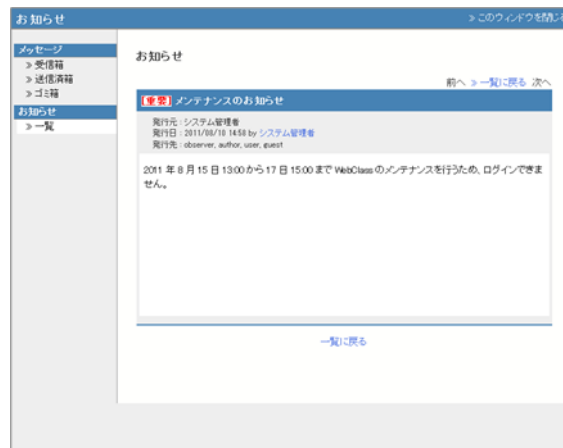 お知らせ
» このウィンドウを閉じる
メッセージ
» 受信箱
» 送信済箱
» ゴミ箱
お知らせ
» 一覧
お知らせ
前へ » 一覧に戻る 次へ
【重要】メンテナンスのお知らせ
発行元 : システム管理者
発行日 : 2011/08/10 14:58 by システム管理者
発行先 : observer, author, user, guest
2011 年 8 月 15 日 13:00 から 17 日 15:00 まで WebClass のメンテナンスを行うため、ログインできま
せん。
一覧に戻る